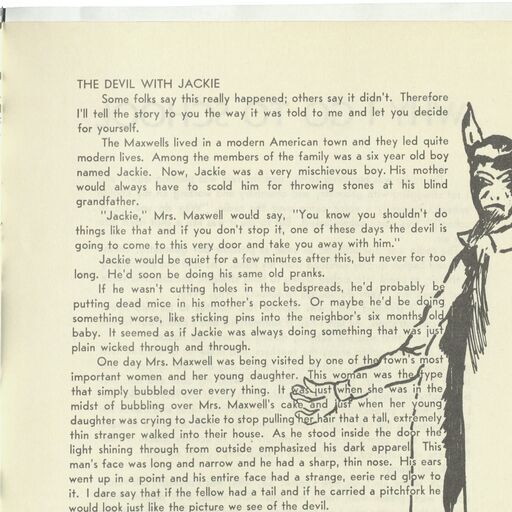 THE DEVIL WITH JACKIE
Some folks say this really happened; others say it didn't. Therefore
I'll tell the story to you the way it was told to me and let you decide
for yourself.
The Maxwells lived in a modern American town and they led quite
modern lives. Among the members of the family was a six year old boy
named Jackie. Now, Jackie was a very mischievous boy. His mother
would always have to scold him for throwing stones at his blind
grandfather.
"Jackie," Mrs. Maxwell would say, "You know you shouldn't do
things like that and if you don't stop it, one of these days the devil is
going to come to this very door and take you away with him."
Jackie would be quiet for a few minutes after this, but never for too
long. He'd soon be doing his same old pranks.
If he wasn't cutting holes in the bedspreads, he'd probably be
putting dead mice in his mother's pockets. Or maybe he'd be doing
something worse, like sticking pins into the neighbor's six months old
baby. It seemed as if Jackie was always doing something that was just
plain wicked through and through.
One day Mrs. Maxwell was being visited by one of the town's most
important women and her young daughter. This woman was the type
that simply bubbled over every thing. It was just when she was in the
midst of bubbling over Mrs. Maxwell's cake and just when her young
daughter was crying to Jackie to stop pulling her hair that a tall, extremely
thin stranger walked into their house. As he stood inside the door the
light shining through from outside emphasized his dark apparel. This
man's face was long and narrow and he had a sharp, thin nose. His ears
went up in a point and his entire face had a strange, eerie red glow to
it. I dare say that if the fellow had a tail and if he carried a pitchfork he
would look just like the picture we see of the devil.